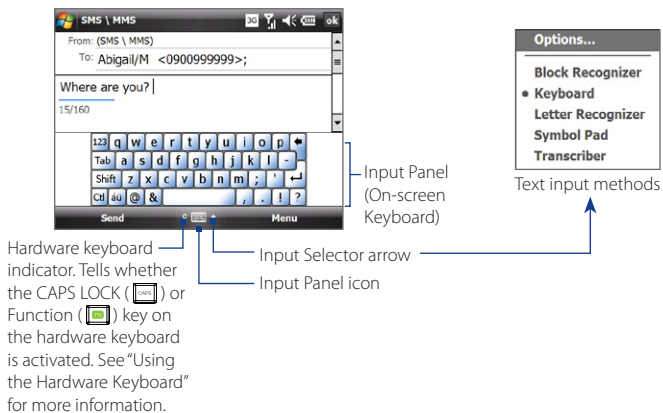 SMS \ MMS
3G
ok
From: (SMS \ MMS)
To: Abigail/M <0900999999>;
Where are you?
15/160
123 q w e r t y u i o p
Tab a s d f g h j k l -
Shift z x c v b n m ; '
Ctl áü @ & , . ! ?
Send
C
Menu
Input Panel
(On-screen
Keyboard)
Options...
Block Recognizer
Keyboard
Letter Recognizer
Symbol Pad
Transcriber
Text input methods
Input Selector arrow
Input Panel icon
Hardware keyboard
indicator. Tells whether
the CAPS LOCK ( CAPS ) or
Function ( FN ) key on
the hardware keyboard
is activated. See “Using
the Hardware Keyboard”
for more information.